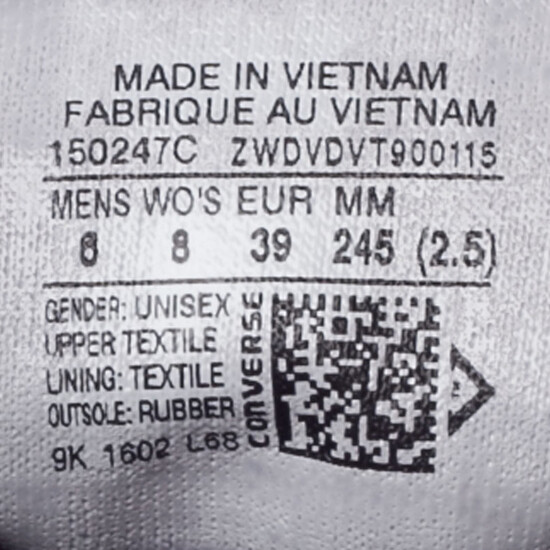 MADE IN VIETNAM
FABRIQUE AU VIETNAM
150247C ZWDVDVT900115
MENS WO'S EUR MM
6 8 39 245 (2.5)
GENDER: UNISEX
UPPER TEXTILE
LINING: TEXTILE
OUTSOLE: RUBBER
9K 1602 L68
CONVERSE